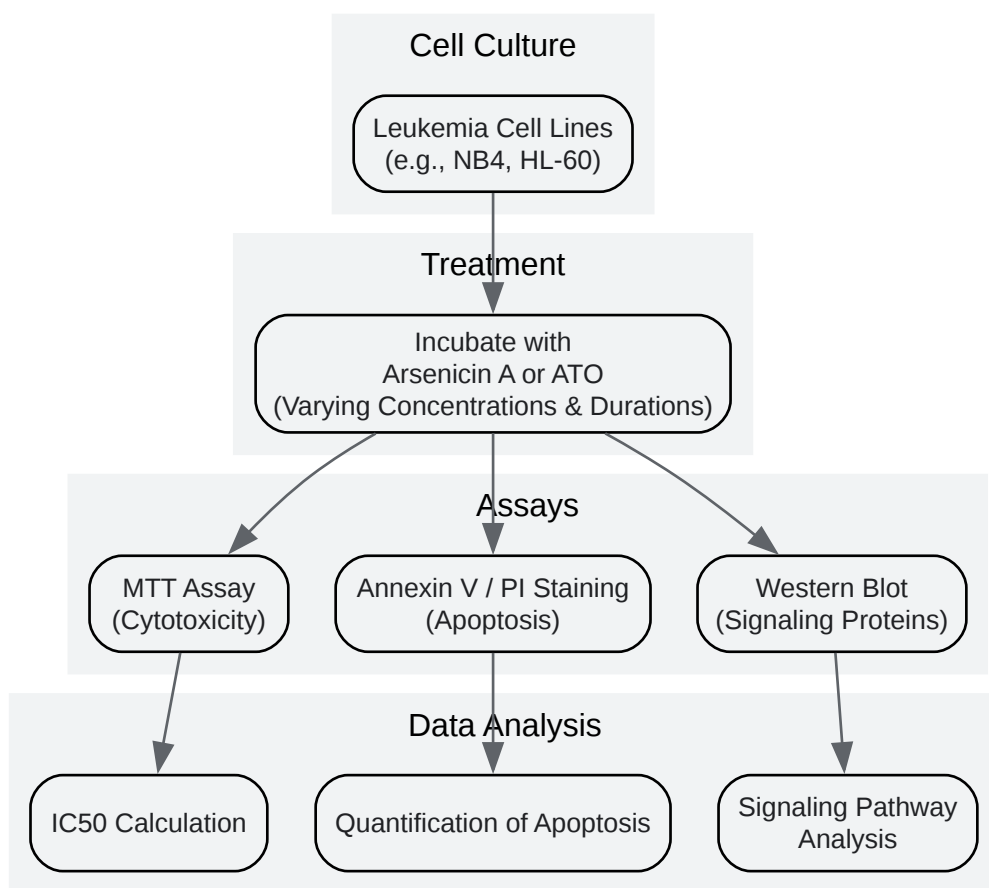 Cell Culture
Leukemia Cell Lines
(e.g., NB4, HL-60)
Treatment
Incubate with
Arsenicin A or ATO
(Varying Concentrations & Durations)
Assays
MTT Assay
(Cytotoxicity)
Annexin V / PI Staining
(Apoptosis)
Western Blot
(Signaling Proteins)
Data Analysis
IC50 Calculation
Quantification of Apoptosis
Signaling Pathway
Analysis